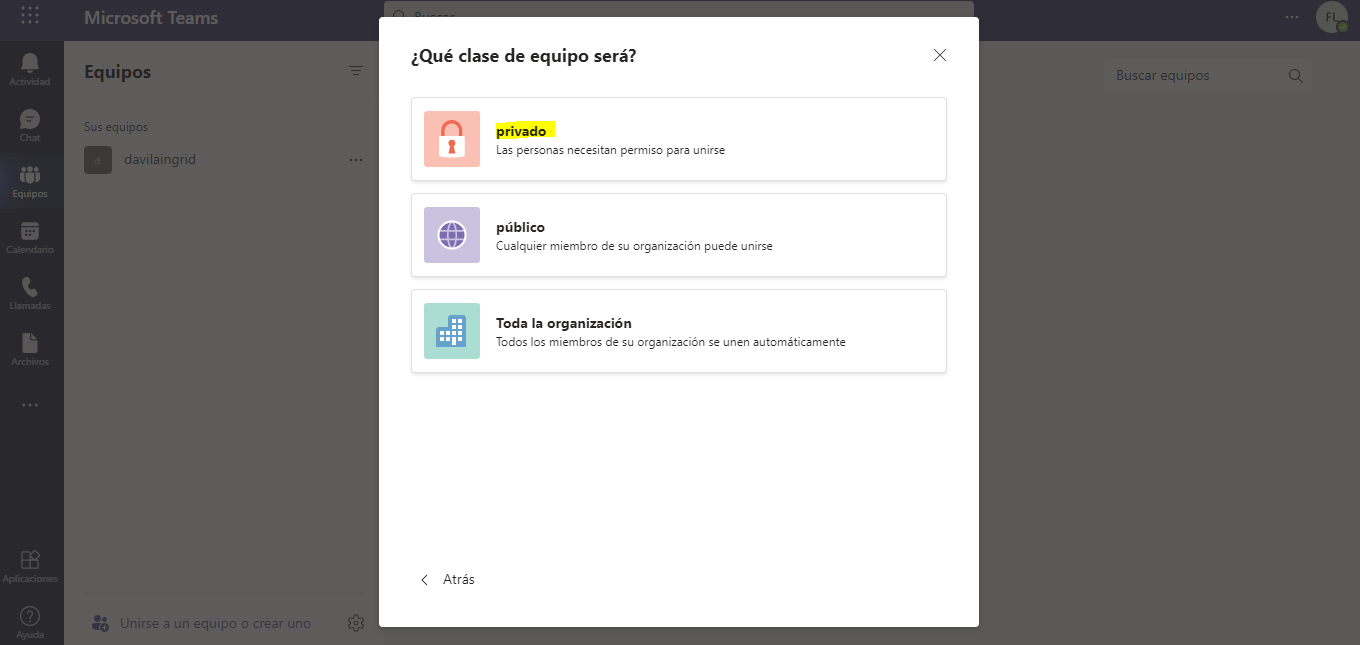 Microsoft Teams
Buscar
FL
Actividad
Chat
Equipos
Calendario
Llamadas
Archivos
Aplicaciones
Ayuda
Equipos
Sus equipos
d
davilaingrid
Unirse a un equipo o crear uno
¿Qué clase de equipo será?
privado
Las personas necesitan permiso para unirse
público
Cualquier miembro de su organización puede unirse
Toda la organización
Todos los miembros de su organización se unen automáticamente
Atrás
Buscar equipos